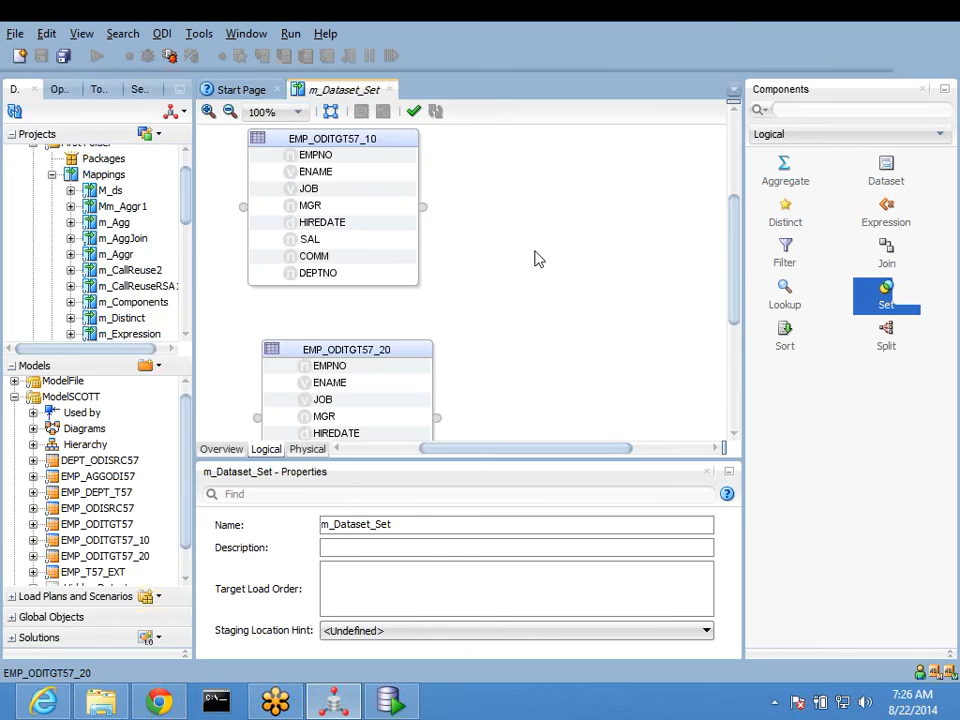 File Edit View Search ODI Tools Window Run Help
D. Op... To... Se...
Start Page m_Dataset_Set
Components
100%
Projects
Logical
Packages
Mappings
M_ds
Mm_Aggr1
m_Agg
m_AggJoin
m_Aggr
m_CallReuse2
m_CallReuseRSA1
m_Components
m_Distinct
m_Expression
EMP_ODITGT57_10
EMPNO
ENAME
JOB
MGR
HIREDATE
SAL
COMM
DEPTNO
EMP_ODITGT57_20
EMPNO
ENAME
JOB
MGR
HIREDATE
Aggregate Dataset
Distinct Expression
Filter Join
Lookup Set
Sort Split
Models
ModelFile
ModelSCOTT
Used by
Diagrams
Hierarchy
DEPT_ODISRC57
EMP_AGGODI57
EMP_DEPT_T57
EMP_ODISRC57
EMP_ODITGT57
EMP_ODITGT57_10
EMP_ODITGT57_20
EMP_T57_EXT
Load Plans and Scenarios
Global Objects
Solutions
Overview Logical Physical
m_Dataset_Set - Properties
Find
Name: m_Dataset_Set
Description:
Target Load Order:
Staging Location Hint: <Undefined>
EMP_ODITGT57_20
7:26 AM
8/22/2014